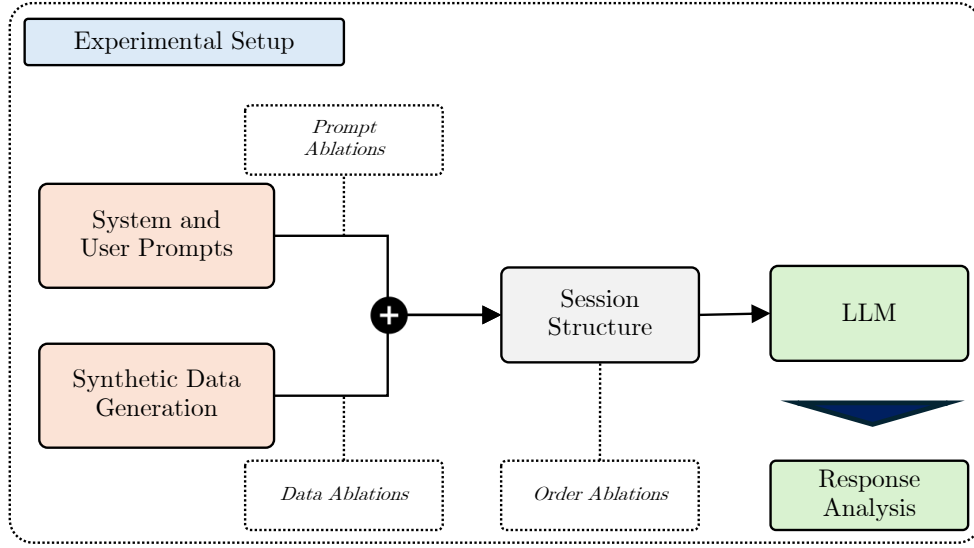 Experimental Setup
Prompt
Ablations
System and
User Prompts
Session
Structure
LLM
Synthetic Data
Generation
Data Ablations
Order Ablations
Response
Analysis